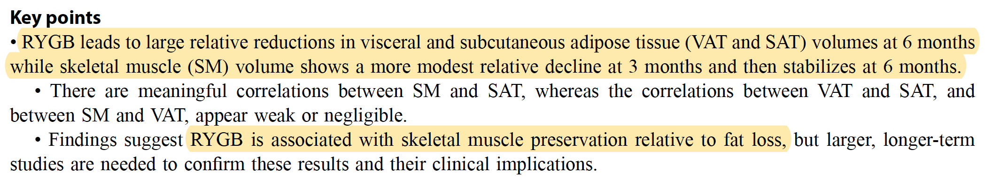 Key points
• RYGB leads to large relative reductions in visceral and subcutaneous adipose tissue (VAT and SAT) volumes at 6 months
while skeletal muscle (SM) volume shows a more modest relative decline at 3 months and then stabilizes at 6 months.
• There are meaningful correlations between SM and SAT, whereas the correlations between VAT and SAT, and
between SM and VAT, appear weak or negligible.
• Findings suggest RYGB is associated with skeletal muscle preservation relative to fat loss, but larger, longer-term
studies are needed to confirm these results and their clinical implications.